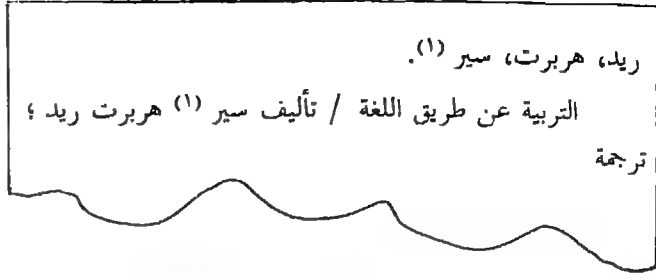 ريد، هربرت، سير (١).
التربية عن طريق اللغة / تأليف سير (١) هربرت ريد ؛
ترجمة